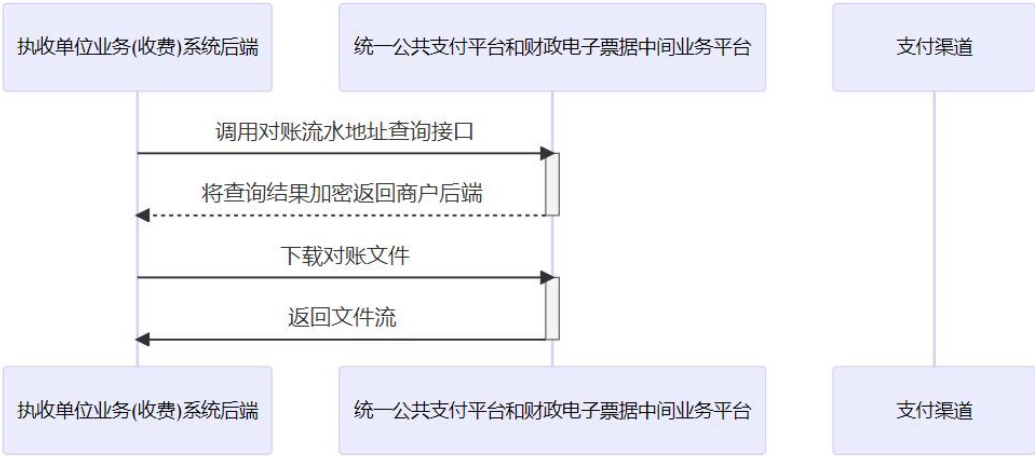 执收单位业务(收费)系统后端
统一公共支付平台和财政电子票据中间业务平台
支付渠道
调用对账流水地址查询接口
将查询结果加密返回商户后端
下载对账文件
返回文件流
执收单位业务(收费)系统后端
统一公共支付平台和财政电子票据中间业务平台
支付渠道